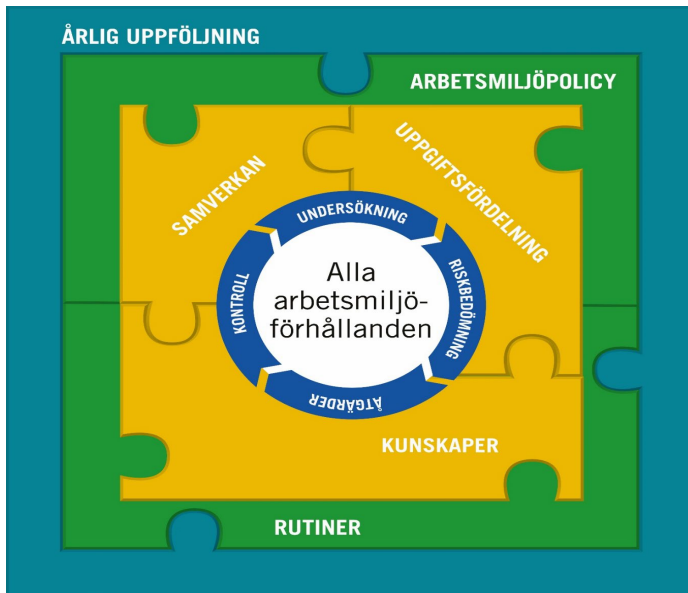 ÅRLIG UPPFÖLJNING
ARBETSMILJÖPOLICY
SAMVERKAN
UPPGIFTSFÖRDELNING
UNDERSÖKNING
RISKBEDÖMNING
ÅTGÄRDER
KONTROLL
Alla
arbetsmiljö-
förhållanden
KUNSKAPER
RUTINER